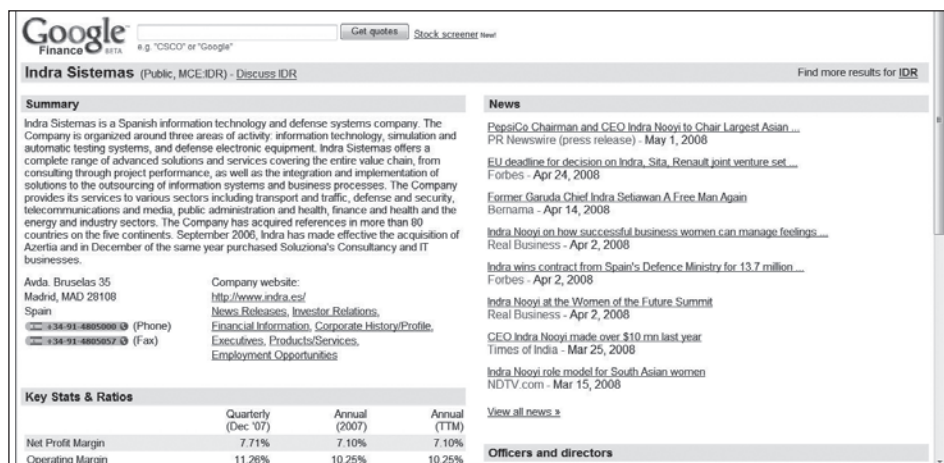 Google
Finance BETA
e.g. "CSCO" or "Google"
Get quotes
Stock screener New!
Indra Sistemas (Public, MCE:IDR) - Discuss IDR
Find more results for IDR
Summary
Indra Sistemas is a Spanish information technology and defense systems company. The
Company is organized around three areas of activity: information technology, simulation and
automatic testing systems, and defense electronic equipment. Indra Sistemas offers a
complete range of advanced solutions and services covering the entire value chain, from
consulting through project performance, as well as the integration and implementation of
solutions to the outsourcing of information systems and business processes. The Company
provides its services to various sectors including transport and traffic, defense and security,
telecommunications and media, public administration and health, finance and health and the
energy and industry sectors. The Company has acquired references in more than 80
countries on the five continents. September 2006, Indra has made effective the acquisition of
Azertia and in December of the same year purchased Soluziona's Consultancy and IT
businesses.
Avda. Bruselas 35
Madrid, MAD 28108
Spain
+34-91-4805000 (Phone)
+34-91-4805057 (Fax)
Company website:
http://www.indra.es/
News Releases, Investor Relations,
Financial Information, Corporate History/Profile,
Executives, Products/Services,
Employment Opportunities
Key Stats & Ratios
Quarterly Annual Annual
(Dec '07) (2007) (TTM)
Net Profit Margin 7.71% 7.10% 7.10%
Operating Margin 11.26% 10.25% 10.25%
News
PepsiCo Chairman and CEO Indra Nooyi to Chair Largest Asian ...
PR Newswire (press release) - May 1, 2008
EU deadline for decision on Indra, Sita, Renault joint venture set ...
Forbes - Apr 24, 2008
Former Garuda Chief Indra Setiawan A Free Man Again
Bernama - Apr 14, 2008
Indra Nooyi on how successful business women can manage feelings ...
Real Business - Apr 2, 2008
Indra wins contract from Spain's Defence Ministry for 13.7 million ...
Forbes - Apr 2, 2008
Indra Nooyi at the Women of the Future Summit
Real Business - Apr 2, 2008
CEO Indra Nooyi made over $10 mn last year
Times of India - Mar 25, 2008
Indra Nooyi role model for South Asian women
NDTV.com - Mar 15, 2008
View all news »
Officers and directors